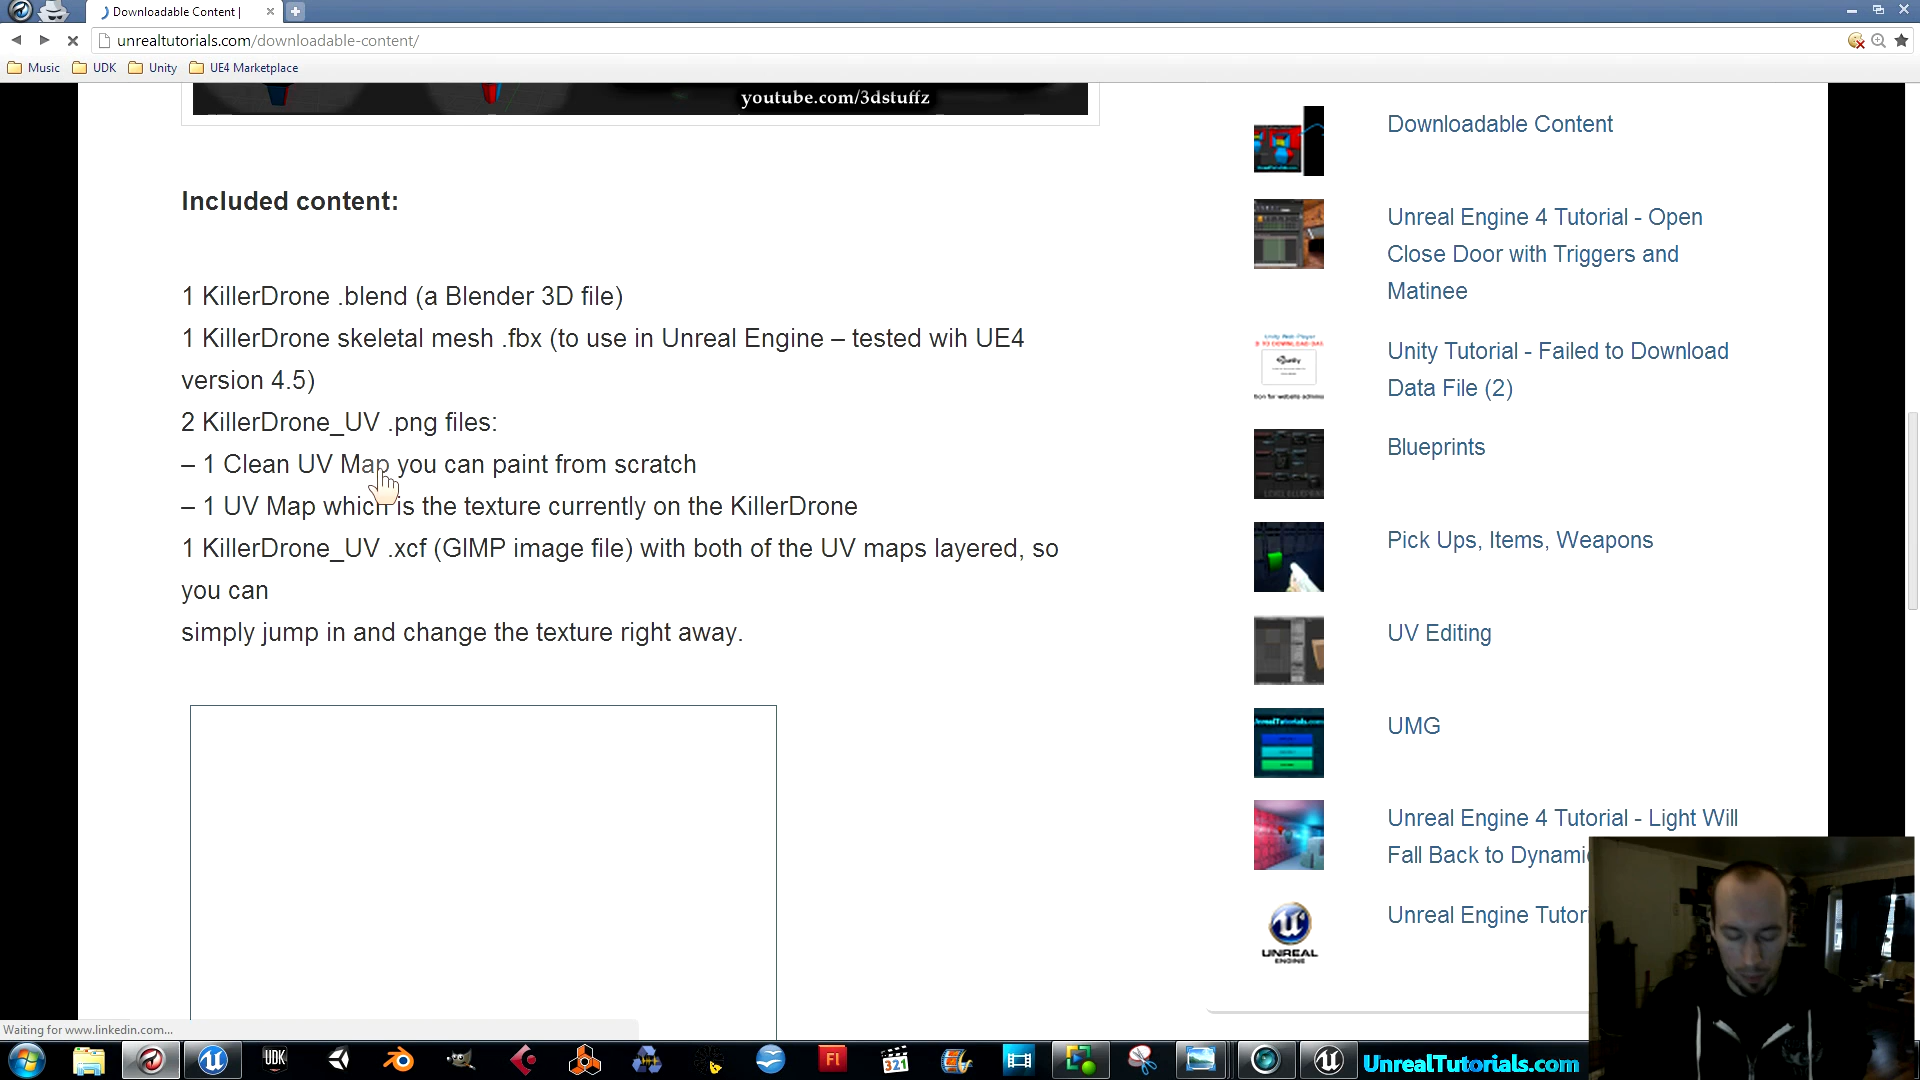 Downloadable Content |
unrealtutorials.com/downloadable-content/
Music UDK Unity UE4 Marketplace
youtube.com/3dstuffz
Included content:
1 KillerDrone .blend (a Blender 3D file)
1 KillerDrone skeletal mesh .fbx (to use in Unreal Engine – tested wih UE4
version 4.5)
2 KillerDrone_UV .png files:
– 1 Clean UV Map you can paint from scratch
– 1 UV Map which is the texture currently on the KillerDrone
1 KillerDrone_UV .xcf (GIMP image file) with both of the UV maps layered, so
you can
simply jump in and change the texture right away.
Downloadable Content
Unreal Engine 4 Tutorial - Open
Close Door with Triggers and
Matinee
Unity Tutorial - Failed to Download
Data File (2)
Blueprints
Pick Ups, Items, Weapons
UV Editing
UMG
Unreal Engine 4 Tutorial - Light Will
Fall Back to Dynami
UNREAL
ENGINE
Unreal Engine Tutor
Waiting for www.linkedin.com...
UDK
Fl
321
UnrealTutorials.com